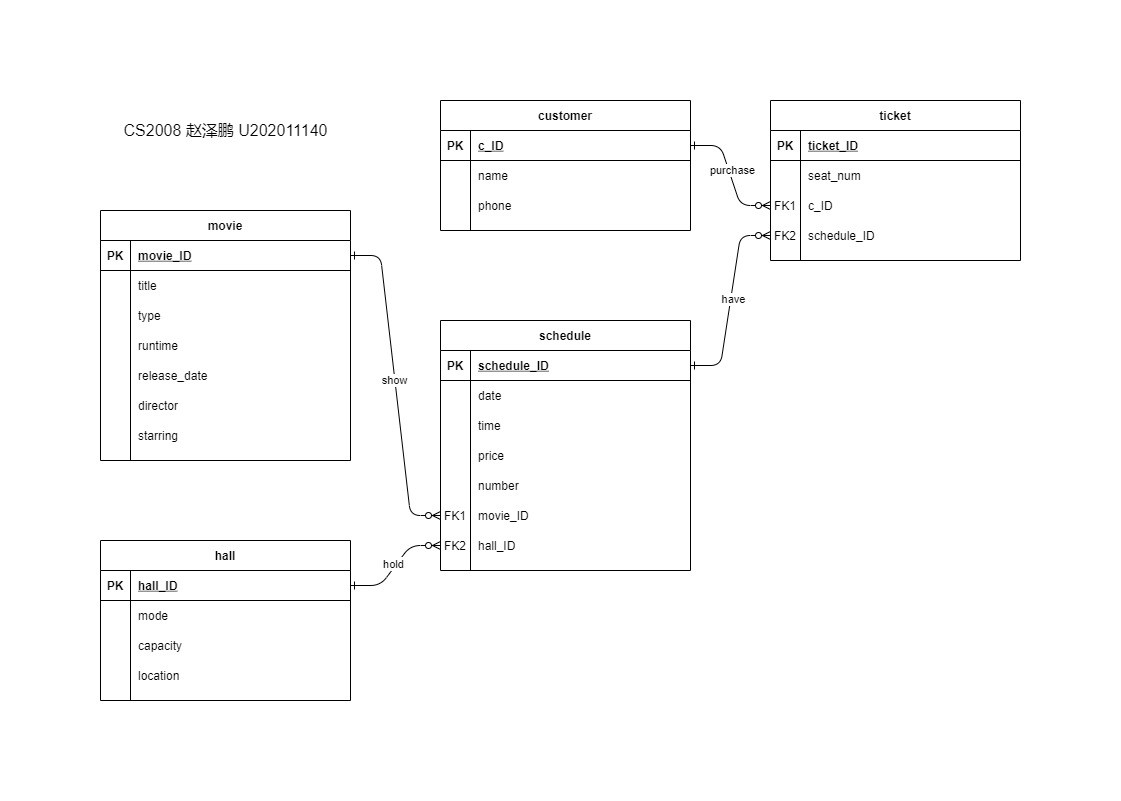 CS2008 赵泽鹏 U202011140
customer
PK c_ID
name
phone
ticket
PK ticket_ID
seat_num
FK1 c_ID
FK2 schedule_ID
purchase
have
movie
PK movie_ID
title
type
runtime
release_date
director
starring
show
schedule
PK schedule_ID
date
time
price
number
FK1 movie_ID
FK2 hall_ID
hold
hall
PK hall_ID
mode
capacity
location